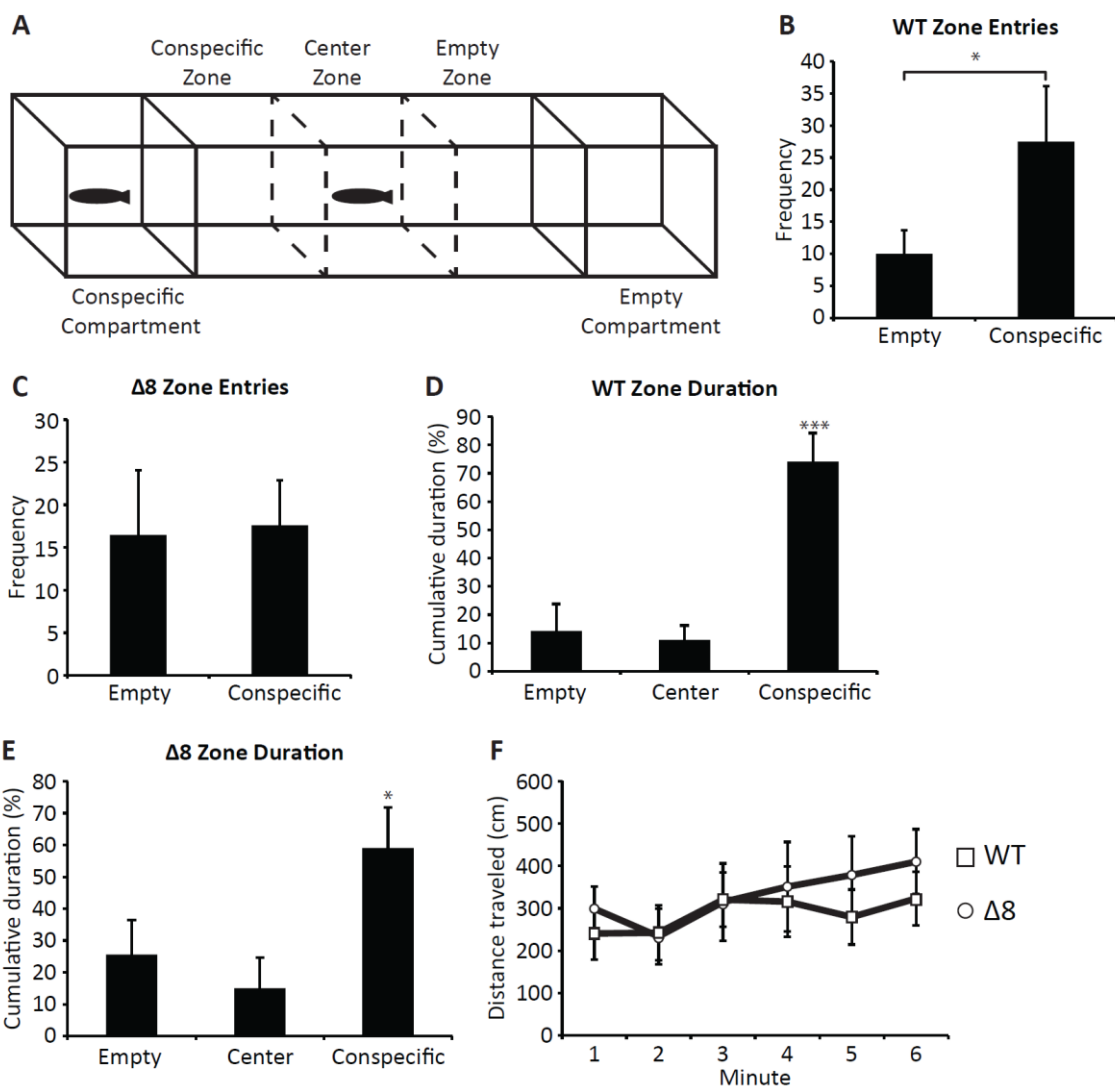 A
Conspecific Zone
Center Zone
Empty Zone
Conspecific Compartment
Empty Compartment
B
WT Zone Entries
*
Frequency
40
35
30
25
20
15
10
5
0
Empty
Conspecific
C
Δ8 Zone Entries
Frequency
30
25
20
15
10
5
0
Empty
Conspecific
D
WT Zone Duration
Cumulative duration (%)
90
80
70
60
50
40
30
20
10
0
***
Empty
Center
Conspecific
E
Δ8 Zone Duration
Cumulative duration (%)
80
70
60
50
40
30
20
10
0
*
Empty
Center
Conspecific
F
Distance traveled (cm)
600
500
400
300
200
100
0
1 2 3 4 5 6
Minute
WT
Δ8